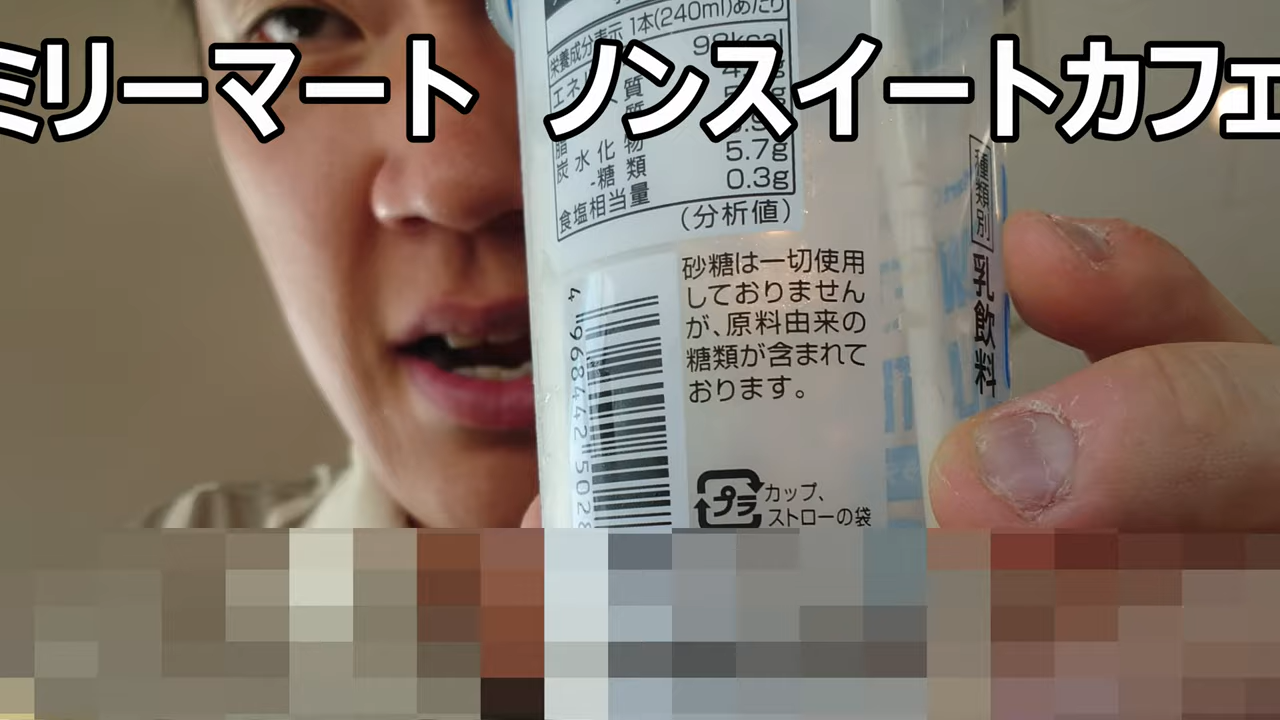 ミリーマート ノンスイートカフェ
栄養成分表示 1本(240ml)あたり
炭水化物 5.7g
-糖類
食塩相当量 0.3g
(分析値)
砂糖は一切使用
しておりません
が、原料由来の
糖類が含まれて
おります。
種類別 乳飲料
プラ
カップ、
ストローの袋
4 968442 5028